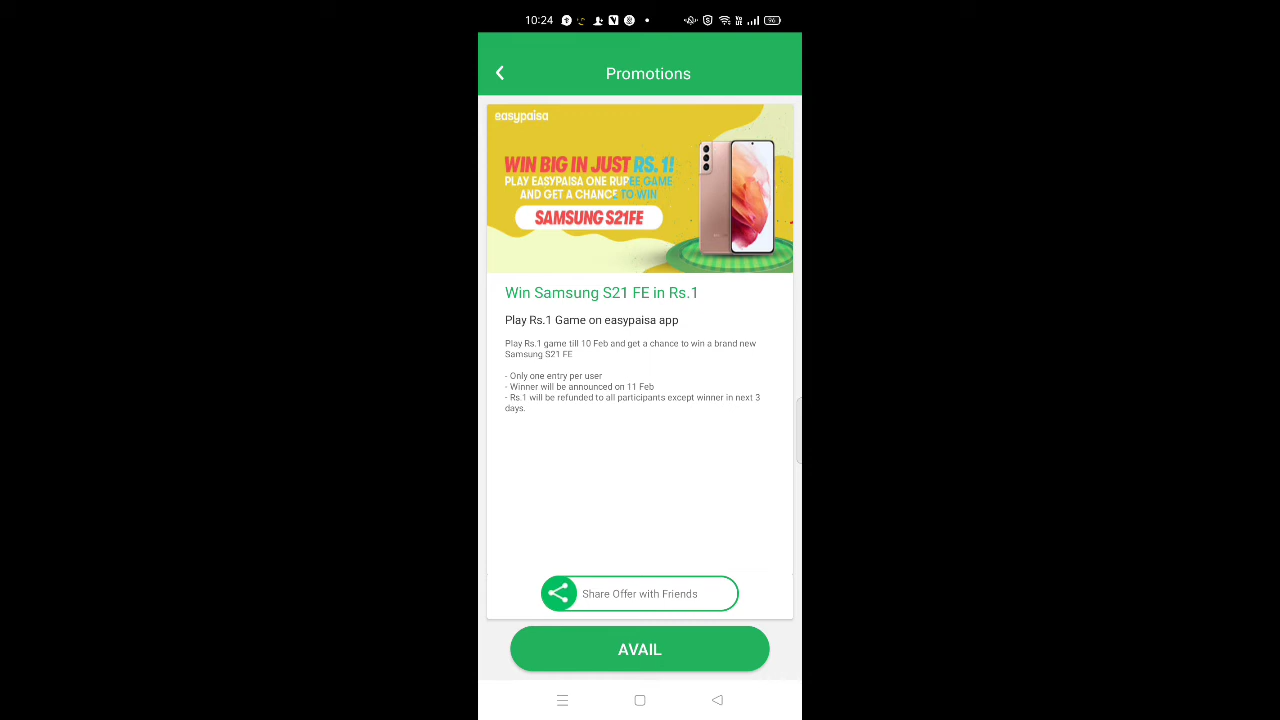 10:24
96
Promotions
easypaisa
WIN BIG IN JUST RS. 1!
PLAY EASYPAISA ONE RUPEE GAME
AND GET A CHANCE TO WIN
SAMSUNG S21FE
Win Samsung S21 FE in Rs.1
Play Rs.1 Game on easypaisa app
Play Rs.1 game till 10 Feb and get a chance to win a brand new
Samsung S21 FE
- Only one entry per user
- Winner will be announced on 11 Feb
- Rs.1 will be refunded to all participants except winner in next 3
days.
Share Offer with Friends
AVAIL